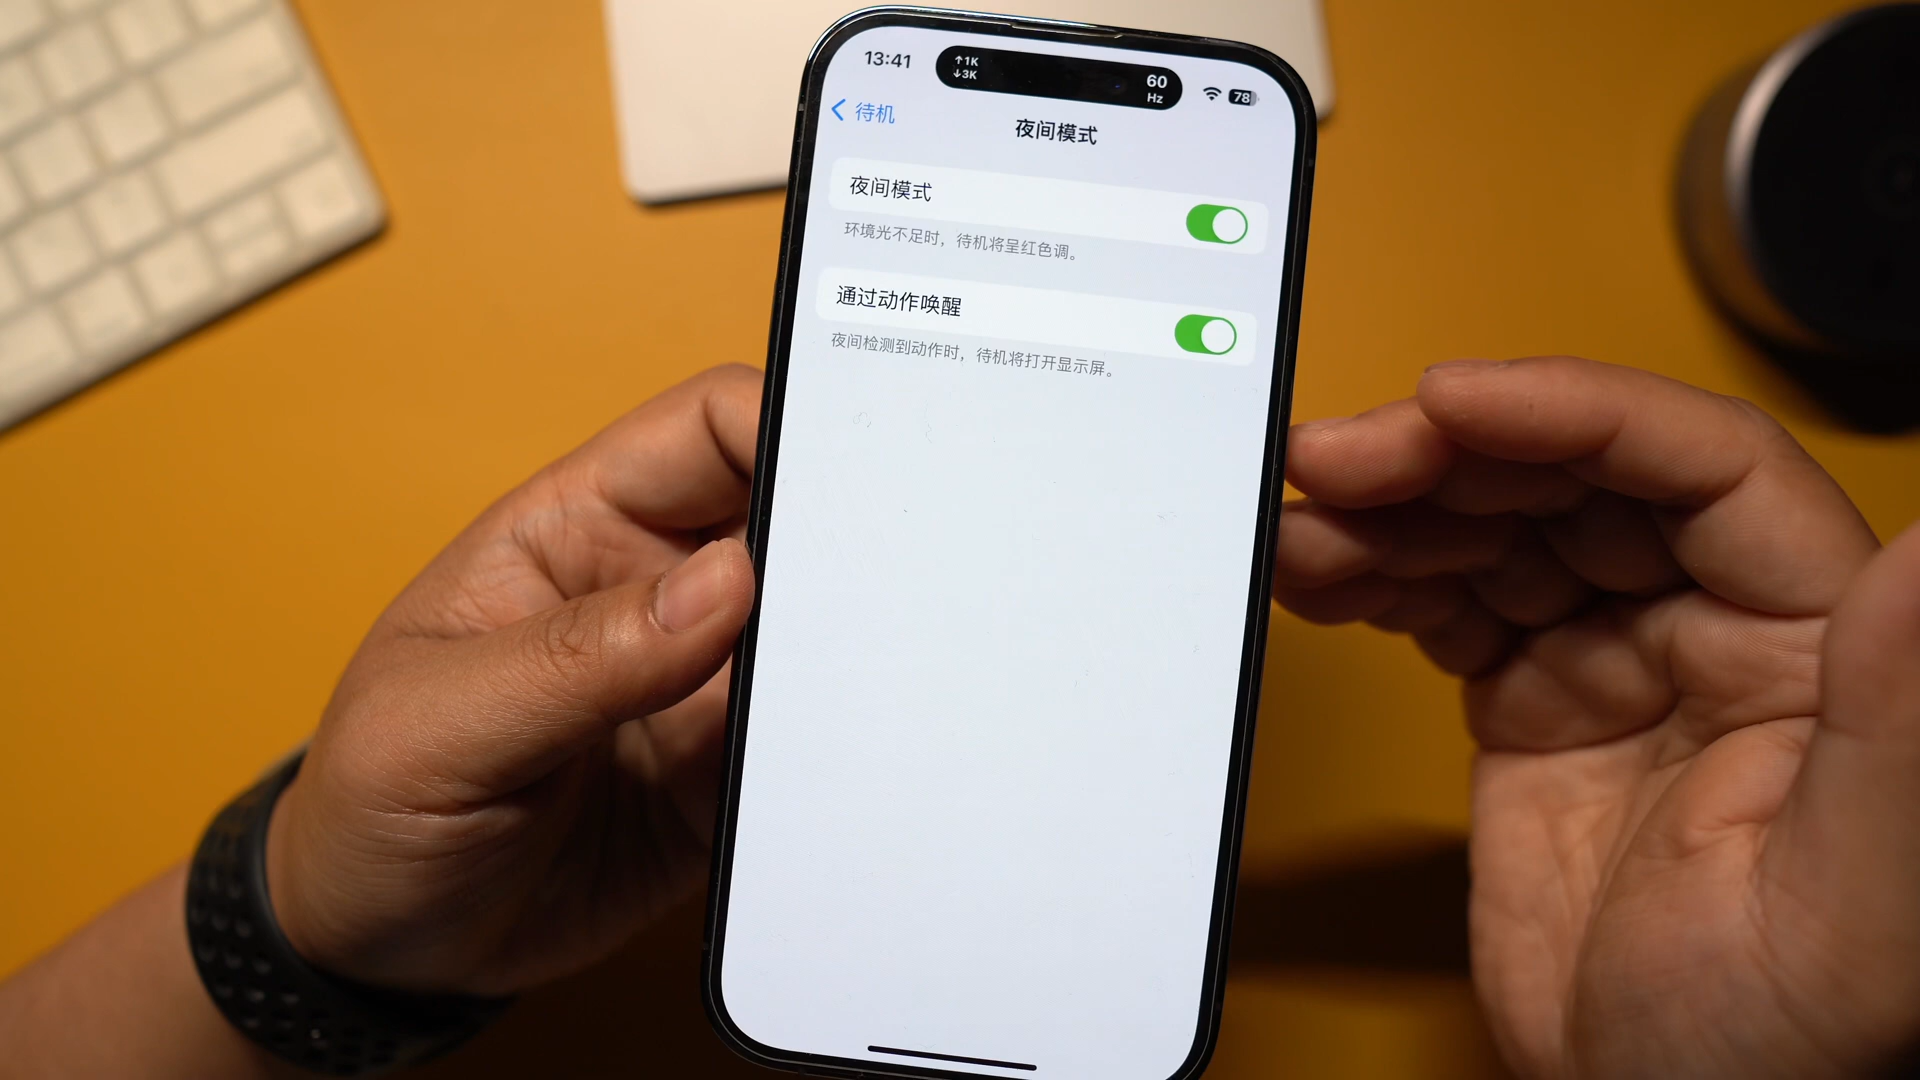 13:41
↑1K
↓3K
60
Hz
78
待机
夜间模式
夜间模式
环境光不足时，待机将呈红色调。
通过动作唤醒
夜间检测到动作时，待机将打开显示屏。